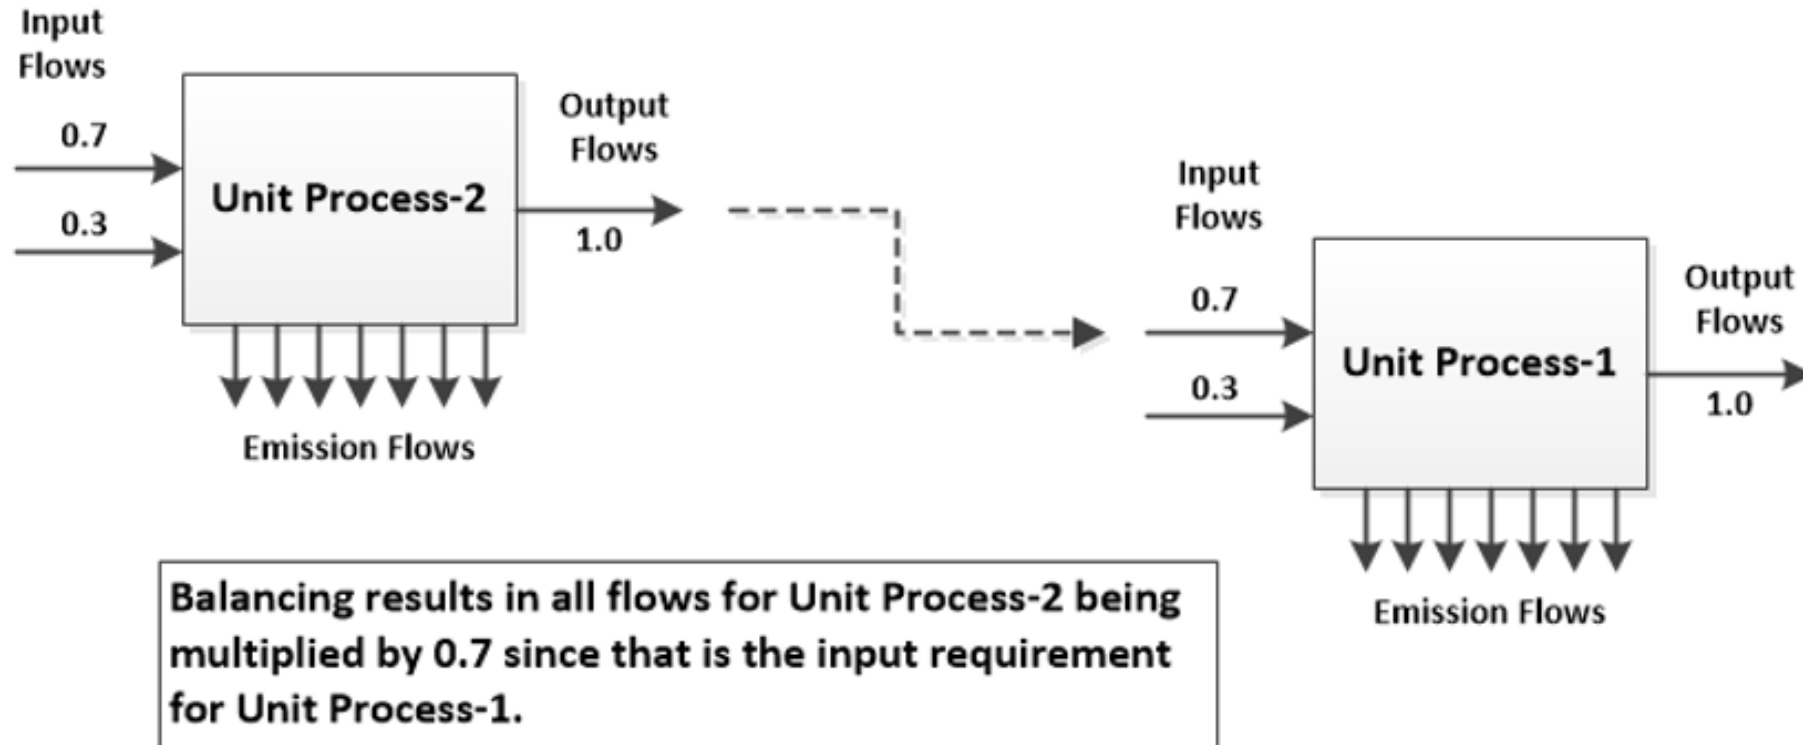 Input
Flows
0.7
0.3
Unit Process-2
Output
Flows
1.0
Emission Flows
Input
Flows
0.7
0.3
Unit Process-1
Output
Flows
1.0
Emission Flows
Balancing results in all flows for Unit Process-2 being
multiplied by 0.7 since that is the input requirement
for Unit Process-1.